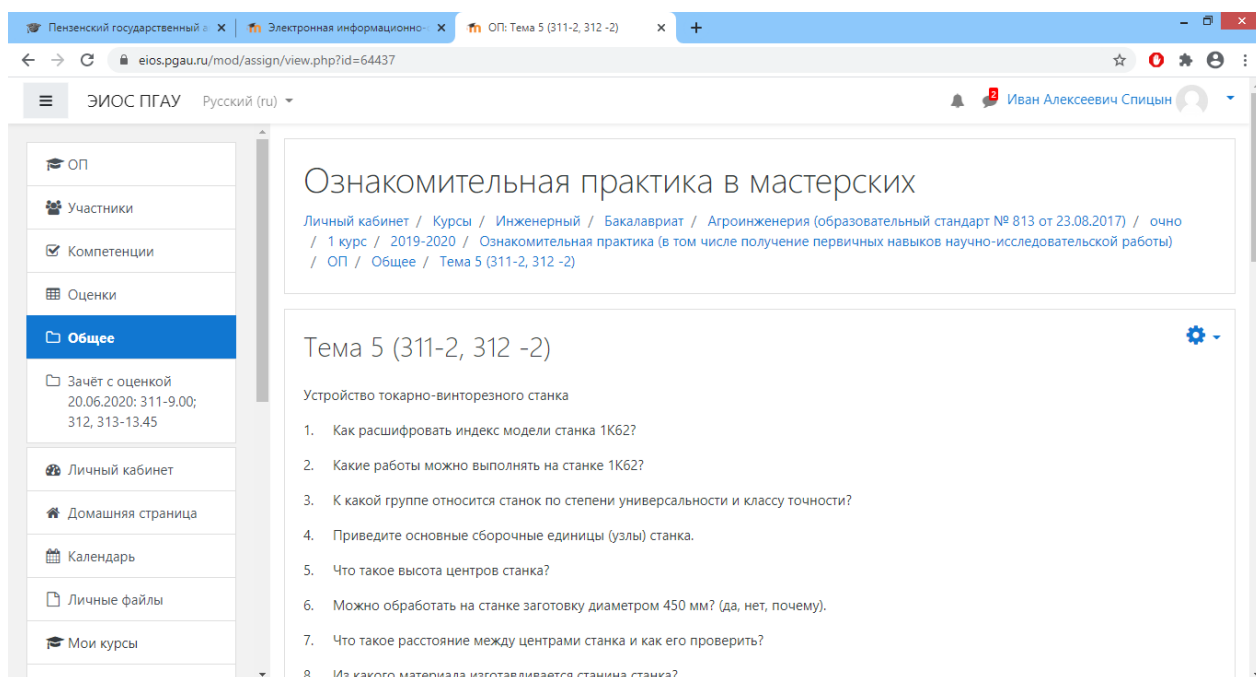 Пензенский государственный а
Электронная информационно-о
ОП: Тема 5 (311-2, 312 -2)
eios.pgau.ru/mod/assign/view.php?id=64437
ЭИОС ПГАУ Русский (ru)
2 Иван Алексеевич Спицын
ОП
Участники
Компетенции
Оценки
Общее
Зачёт с оценкой
20.06.2020: 311-9.00;
312, 313-13.45
Личный кабинет
Домашняя страница
Календарь
Личные файлы
Мои курсы
Ознакомительная практика в мастерских
Личный кабинет / Курсы / Инженерный / Бакалавриат / Агроинженерия (образовательный стандарт № 813 от 23.08.2017) / очно
/ 1 курс / 2019-2020 / Ознакомительная практика (в том числе получение первичных навыков научно-исследовательской работы)
/ ОП / Общее / Тема 5 (311-2, 312 -2)
Тема 5 (311-2, 312 -2)
Устройство токарно-винторезного станка
1. Как расшифровать индекс модели станка 1К62?
2. Какие работы можно выполнять на станке 1К62?
3. К какой группе относится станок по степени универсальности и классу точности?
4. Приведите основные сборочные единицы (узлы) станка.
5. Что такое высота центров станка?
6. Можно обработать на станке заготовку диаметром 450 мм? (да, нет, почему).
7. Что такое расстояние между центрами станка и как его проверить?
8. Из какого материала изготавливается станина станка?